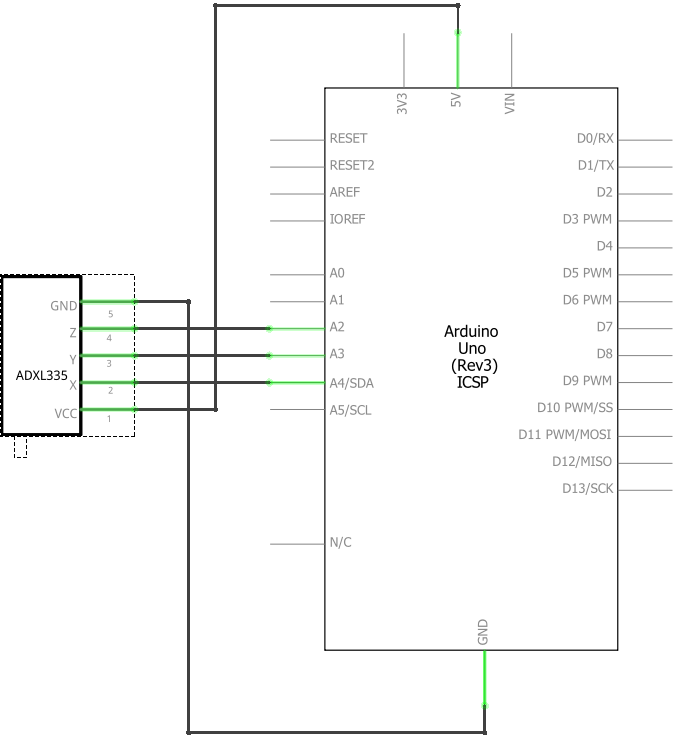 3V3
5V
VIN
RESET
D0/RX
RESET2
D1/TX
AREF
D2
IOREF
D3 PWM
D4
A0
D5 PWM
A1
D6 PWM
A2
D7
A3
D8
A4/SDA
D9 PWM
A5/SCL
D10 PWM/SS
D11 PWM/MOSI
D12/MISO
D13/SCK
N/C
GND
Arduino
Uno
(Rev3)
ICSP
GND
5
Z
4
Y
3
ADXL335
X
2
VCC
1